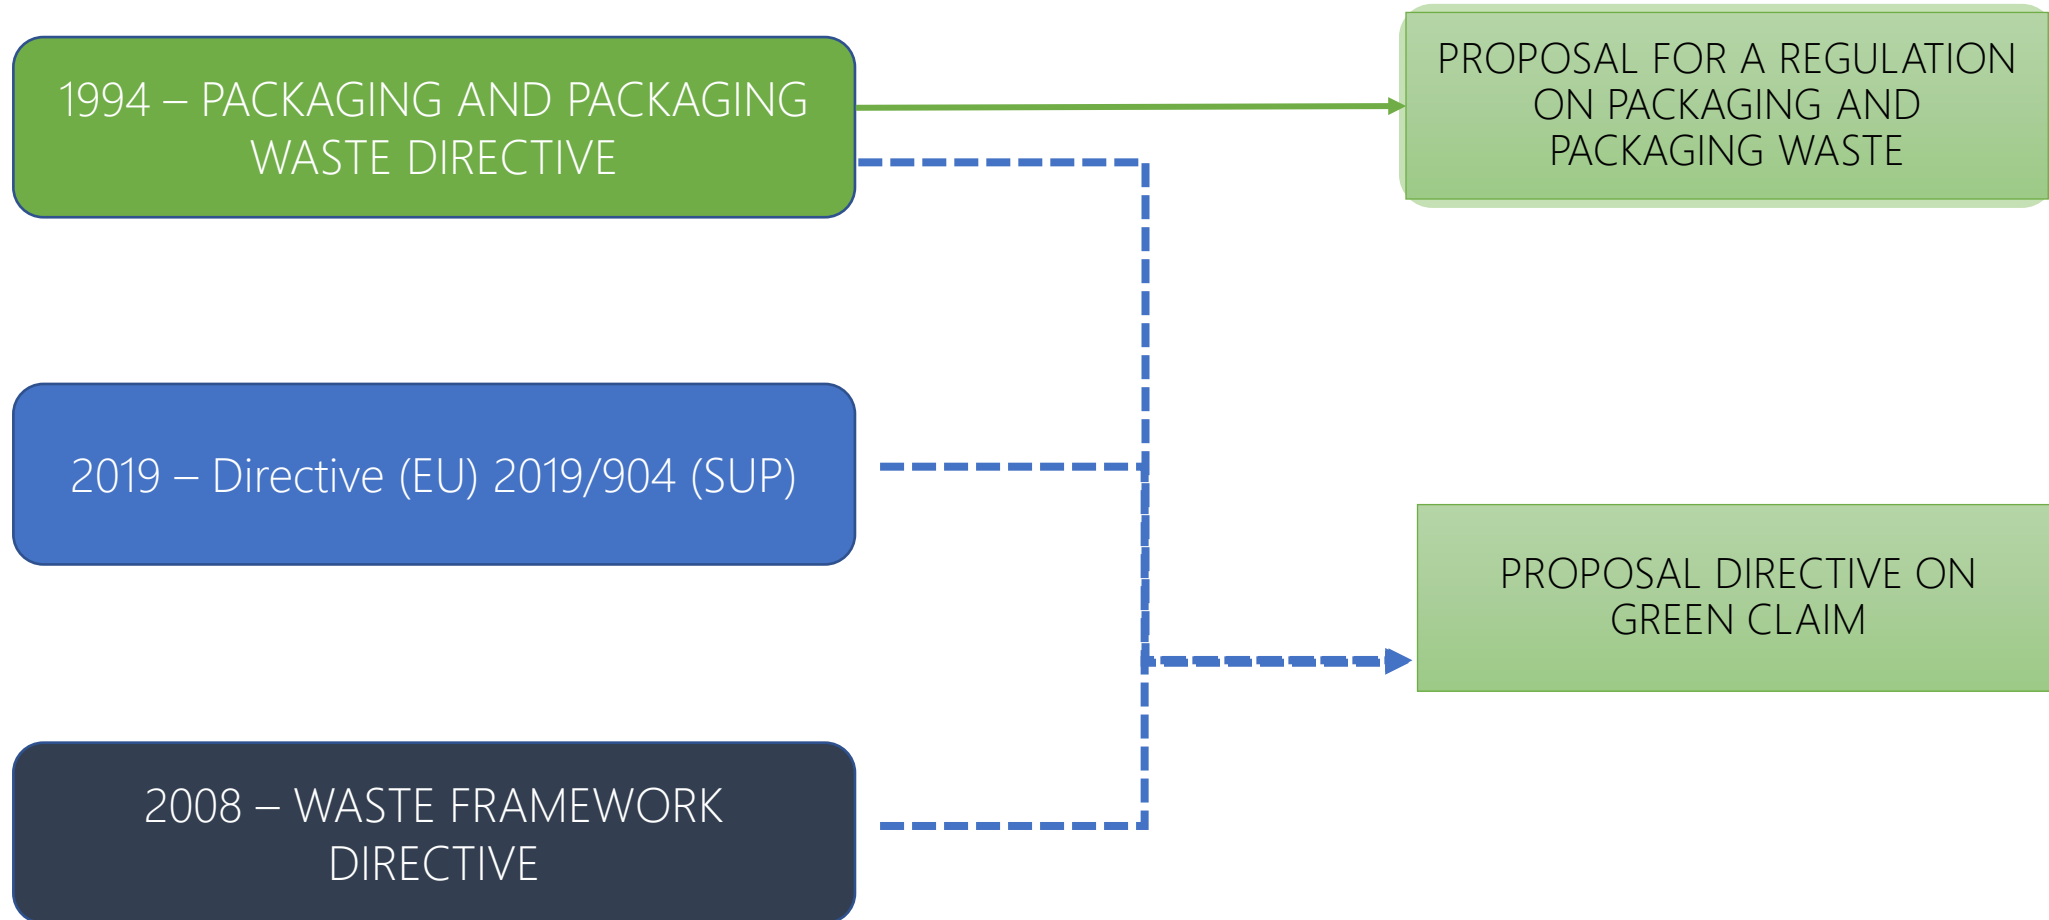 1994 – PACKAGING AND PACKAGING
WASTE DIRECTIVE
PROPOSAL FOR A REGULATION
ON PACKAGING AND
PACKAGING WASTE
2019 – Directive (EU) 2019/904 (SUP)
PROPOSAL DIRECTIVE ON
GREEN CLAIM
2008 – WASTE FRAMEWORK
DIRECTIVE